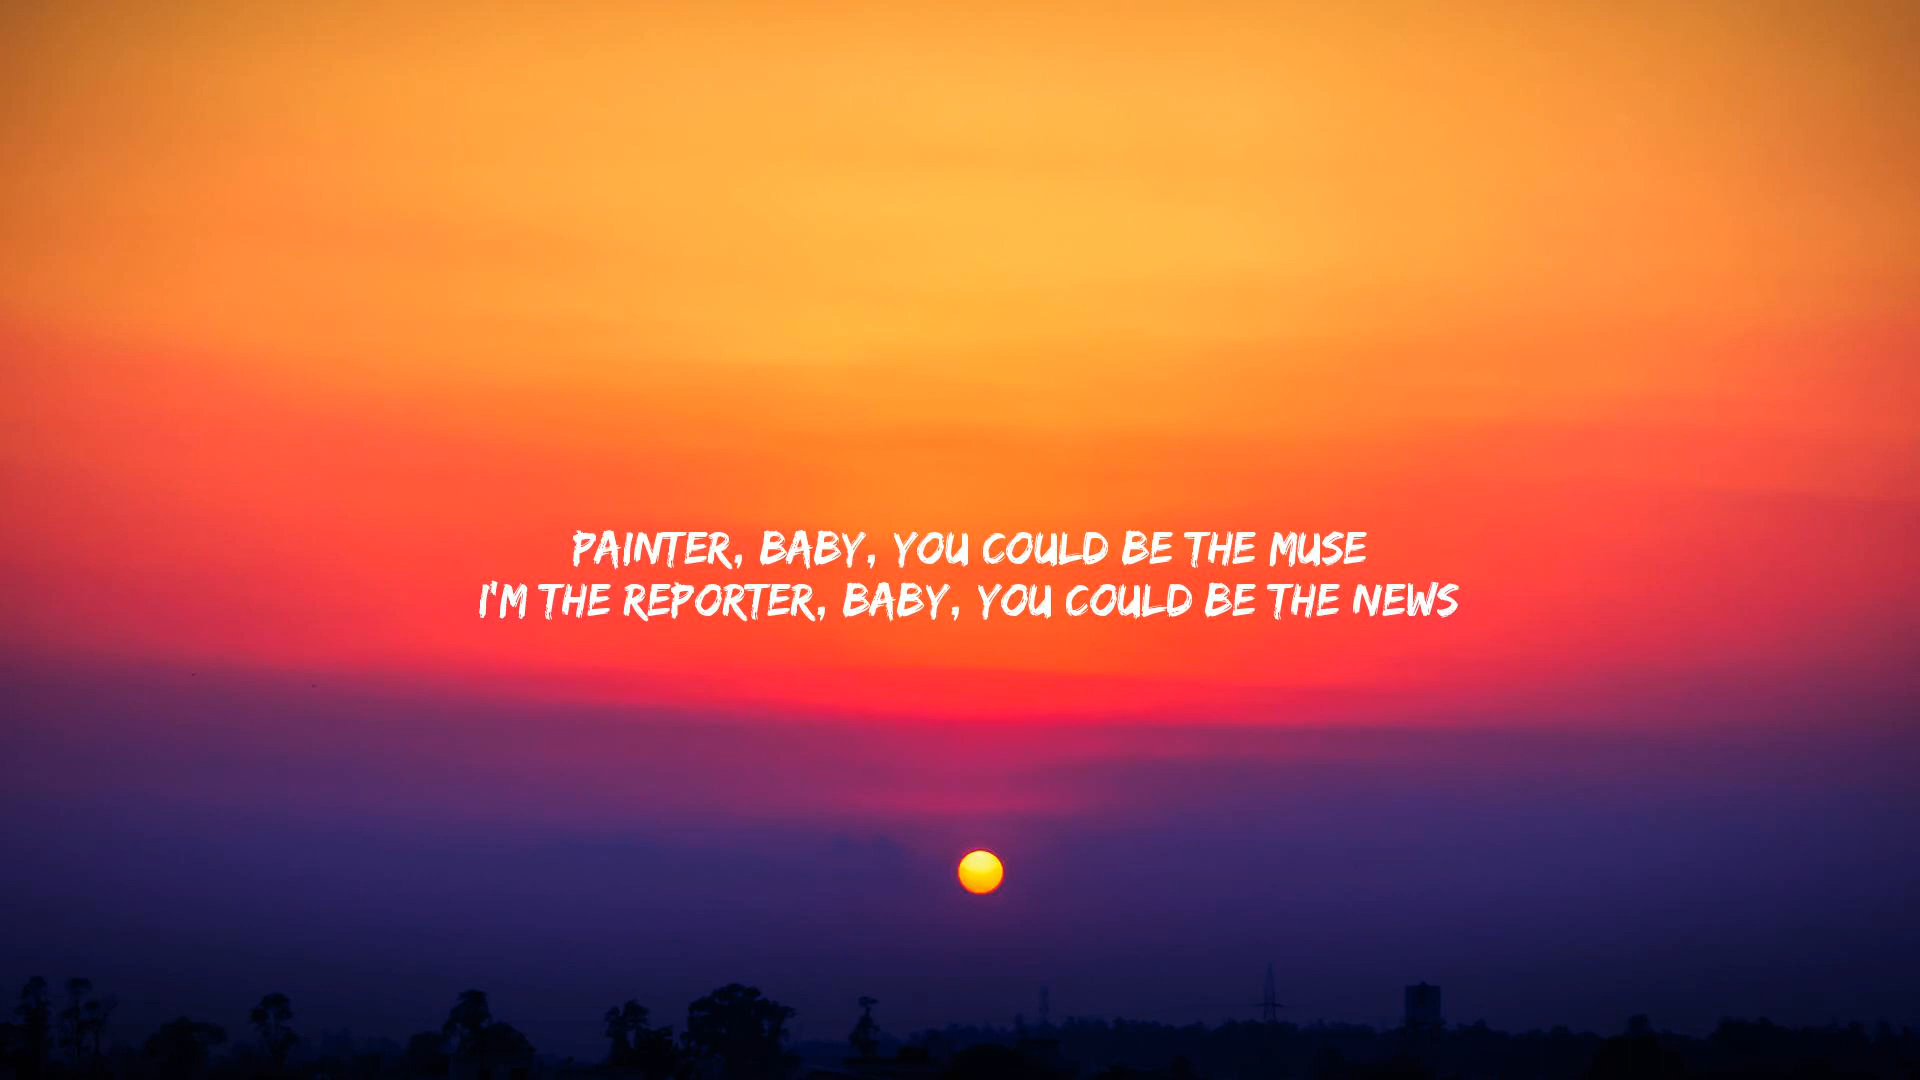 PAINTER, BABY, YOU COULD BE THE MUSE
I'M THE REPORTER, BABY, YOU COULD BE THE NEWS